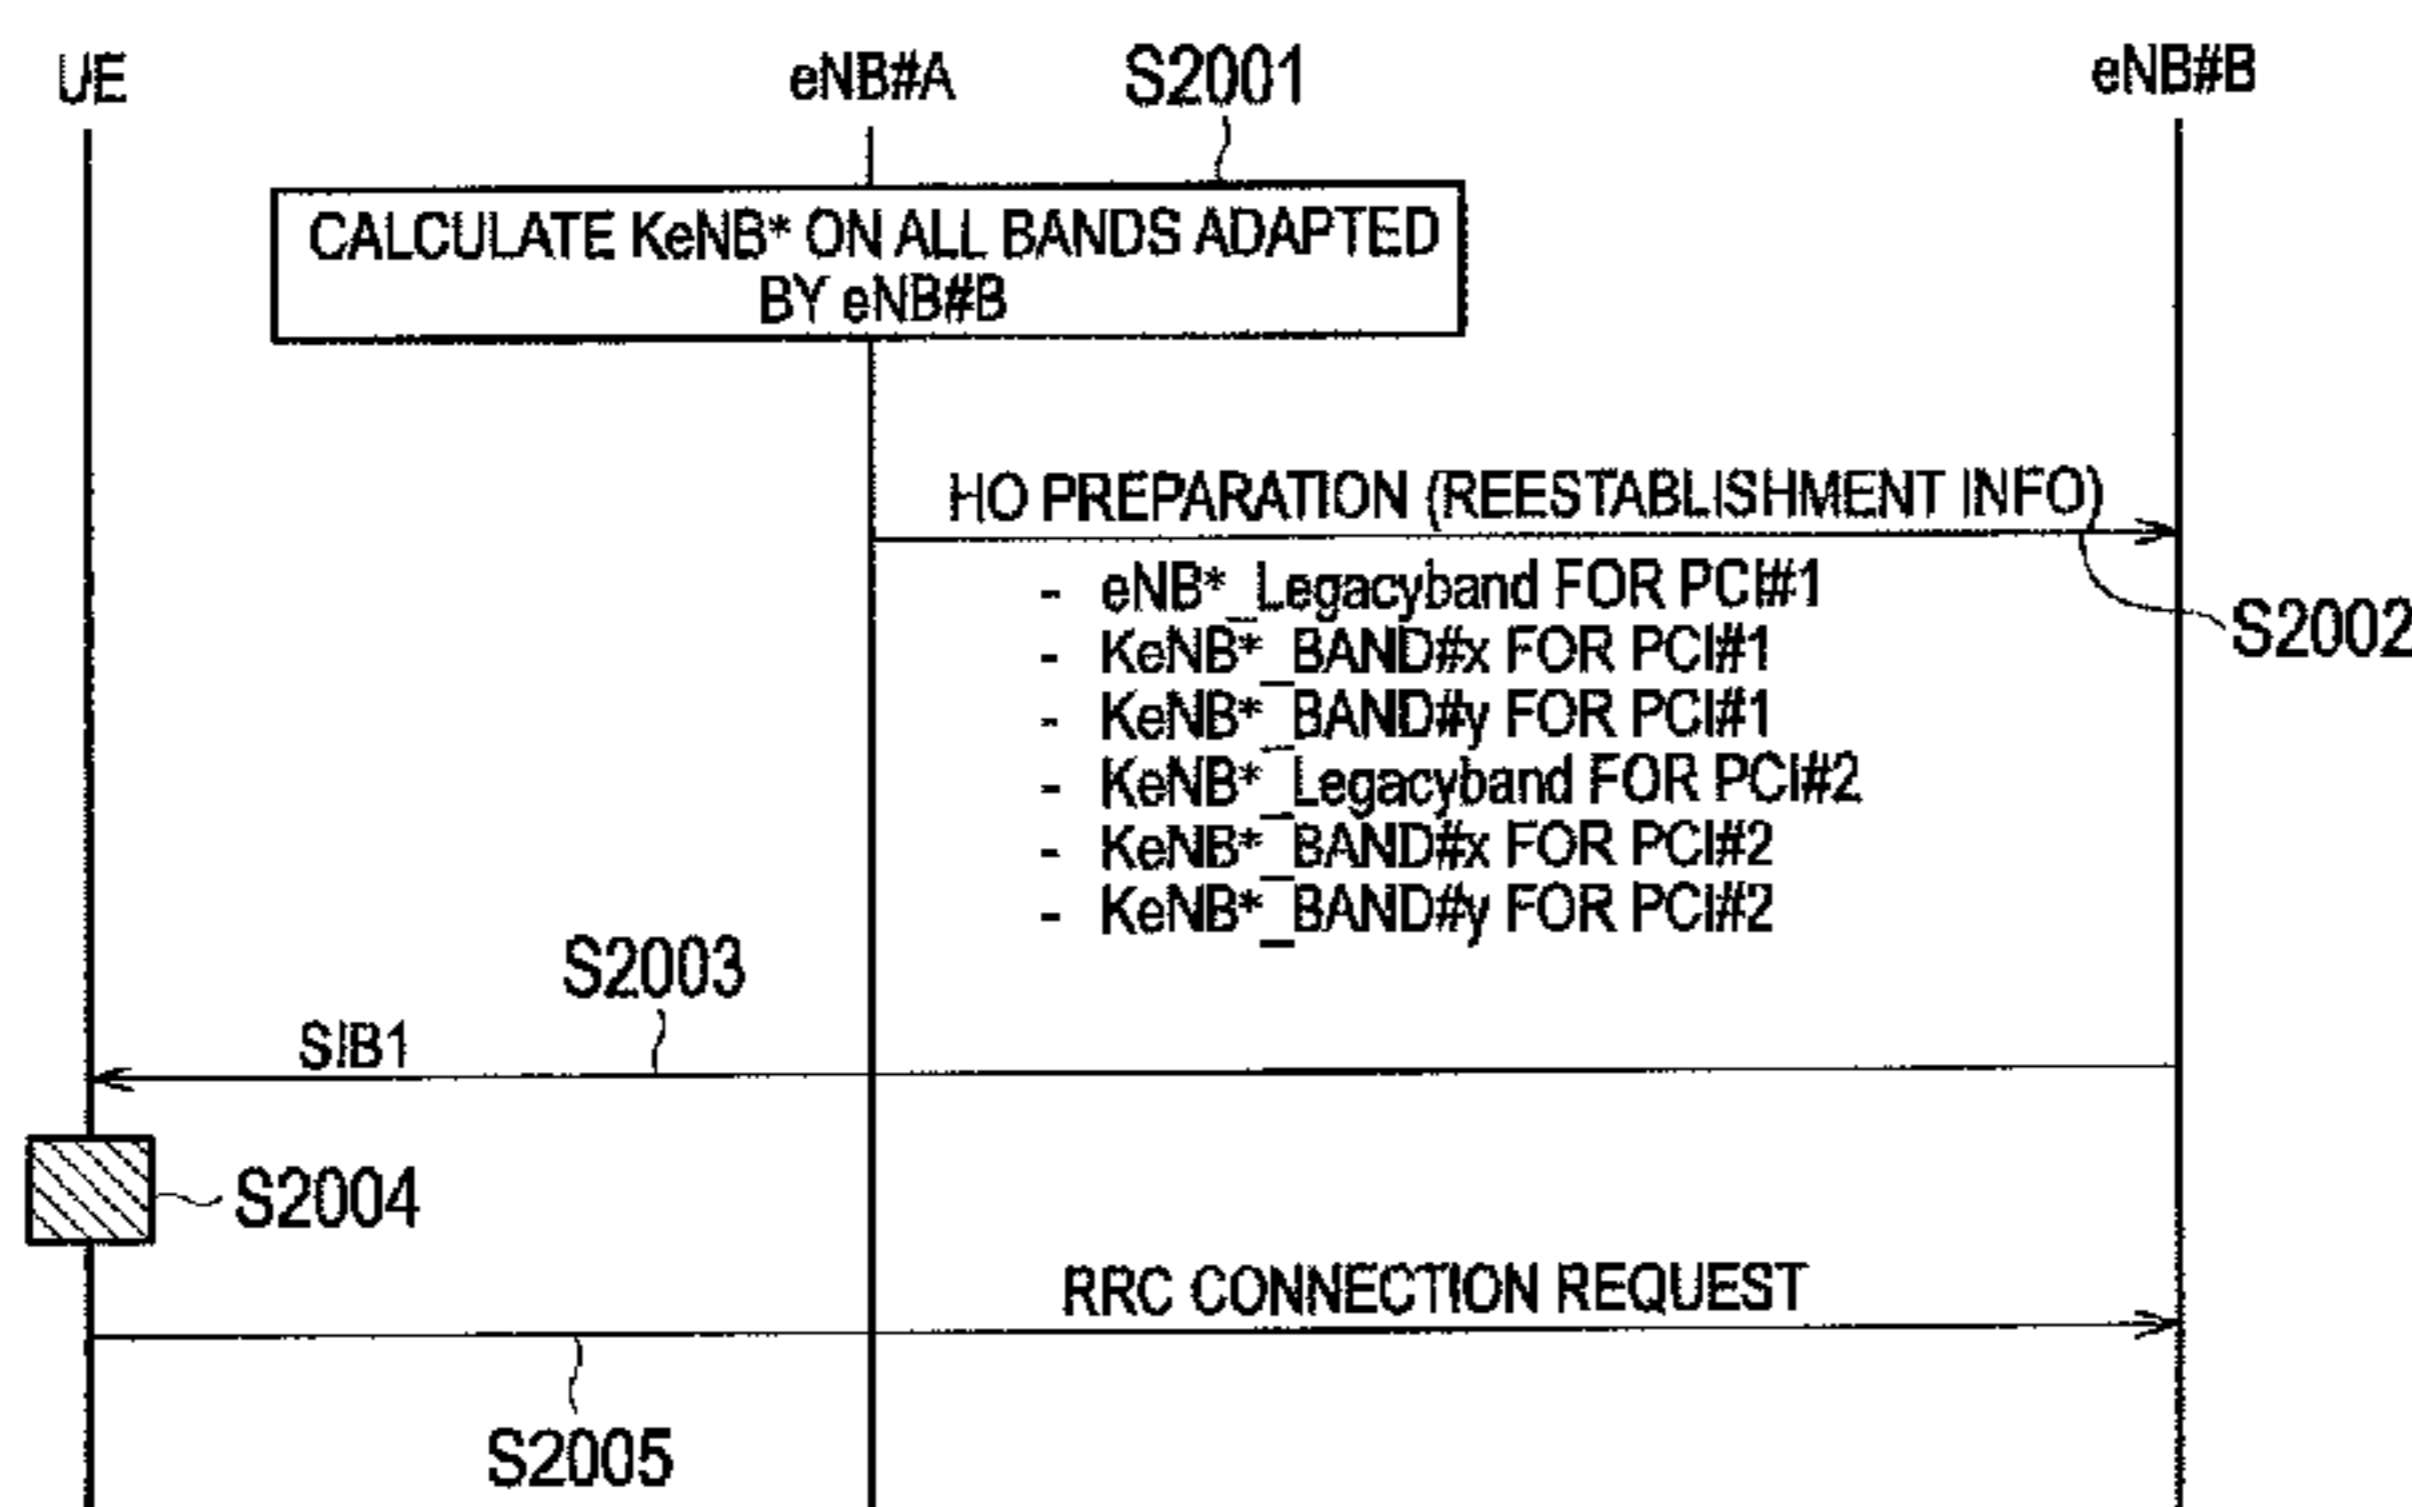 UE
eNB#A
S2001
eNB#B
CALCULATE KeNB* ON ALL BANDS ADAPTED
BY eNB#B
HO PREPARATION (REESTABLISHMENT INFO)
- eNB*_Legacyband FOR PCI#1
S2002
- KeNB*_BAND#x FOR PCI#1
- KeNB*_BAND#y FOR PCI#1
- KeNB*_Legacyband FOR PCI#2
- KeNB*_BAND#x FOR PCI#2
- KeNB*_BAND#y FOR PCI#2
S2003
SIB1
S2004
RRC CONNECTION REQUEST
S2005